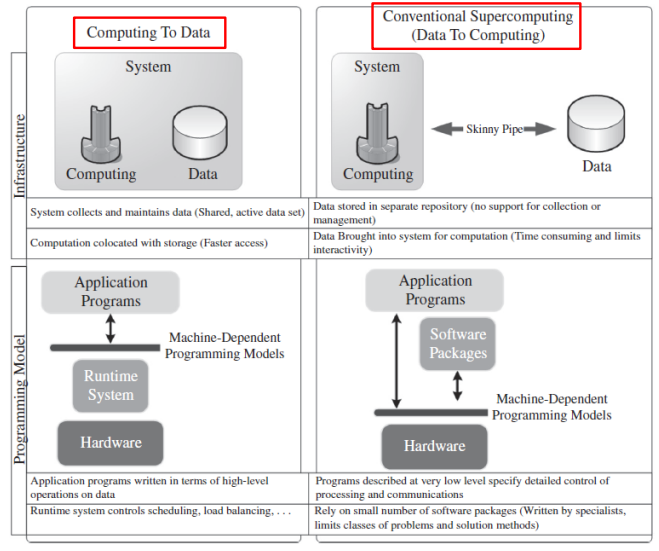 Computing To Data
Conventional Supercomputing
(Data To Computing)
Infrastructure
System
Computing
Data
System
Computing
Skinny Pipe
Data
System collects and maintains data (Shared, active data set)
Data stored in separate repository (no support for collection or
management)
Computation colocated with storage (Faster access)
Data Brought into system for computation (Time consuming and limits
interactivity)
Programming Model
Application
Programs
Machine-Dependent
Programming Models
Runtime
System
Hardware
Application
Programs
Software
Packages
Machine-Dependent
Programming Models
Hardware
Application programs written in terms of high-level
operations on data
Programs described at very low level specify detailed control of
processing and communications
Runtime system controls scheduling, load balancing, . . .
Rely on small number of software packages (Written by specialists,
limits classes of problems and solution methods)